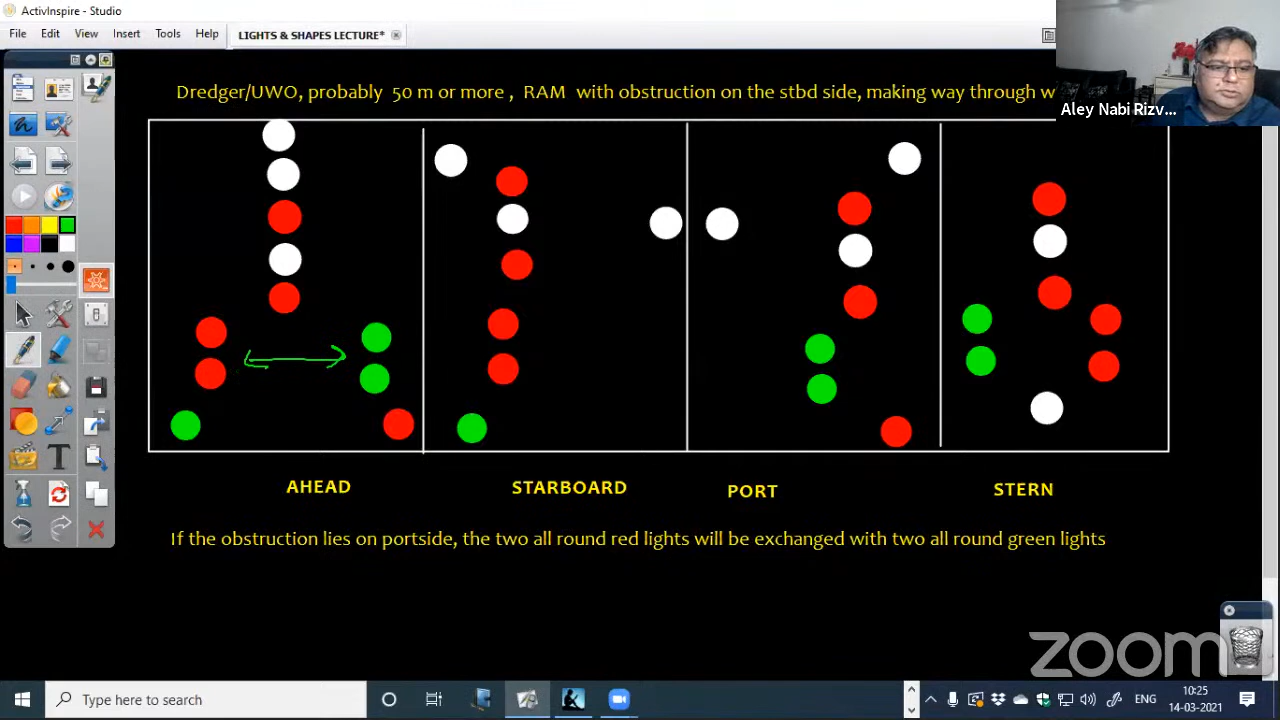 ActivInspire - Studio
File Edit View Insert Tools Help LIGHTS & SHAPES LECTURE*
Dredger/UWO, probably 50 m or more , RAM with obstruction on the stbd side, making way through w
Aley Nabi Rizv...
AHEAD STARBOARD PORT STERN
If the obstruction lies on portside, the two all round red lights will be exchanged with two all round green lights
zoom
Type here to search
ENG
10:25
14-03-2021